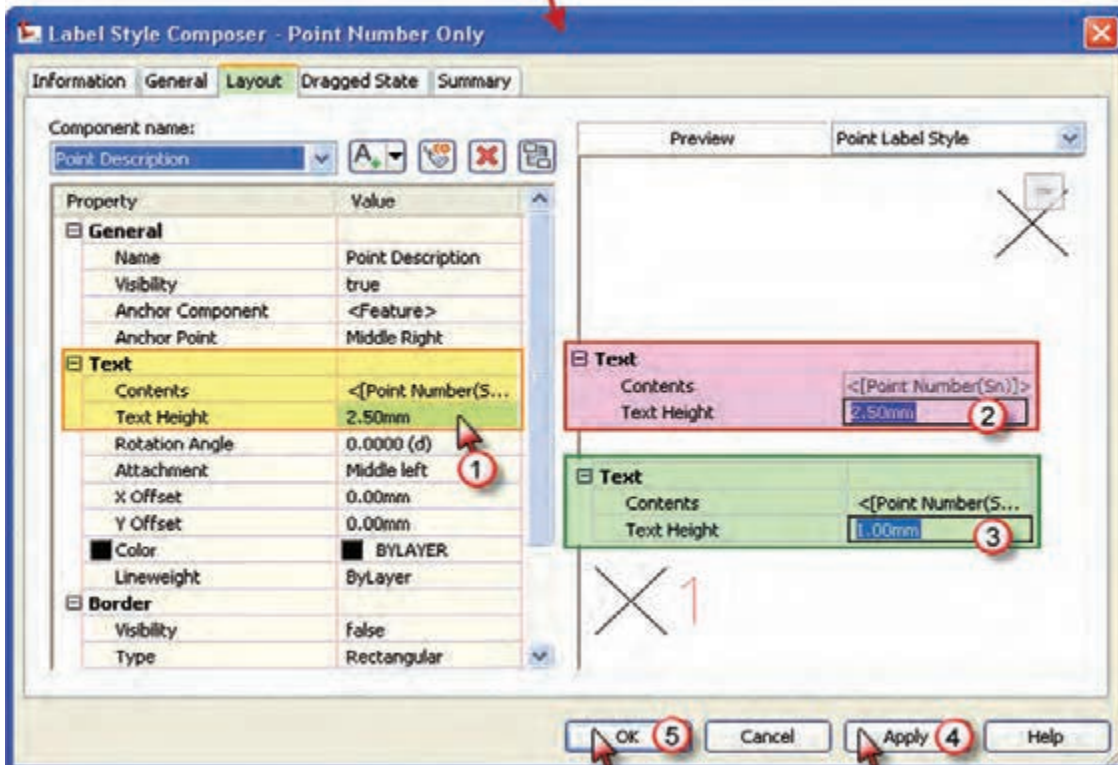 Label Style Composer - Point Number Only
Information General Layout Dragged State Summary
Component name:
Point Description
Property Value
General
Name Point Description
Visibility true
Anchor Component <Feature>
Anchor Point Middle Right
Text
Contents <[Point Number(S...
Text Height 2.50mm
1
Rotation Angle 0.0000 (d)
Attachment Middle left
X Offset 0.00mm
Y Offset 0.00mm
Color BYLAYER
Lineweight ByLayer
Border
Visibility false
Type Rectangular
Preview Point Label Style
Text
Contents <[Point Number(Sn)]>
Text Height 2.50mm 2
Text
Contents <[Point Number(S...
Text Height 1.00mm 3
1
OK 5 Cancel Apply 4 Help